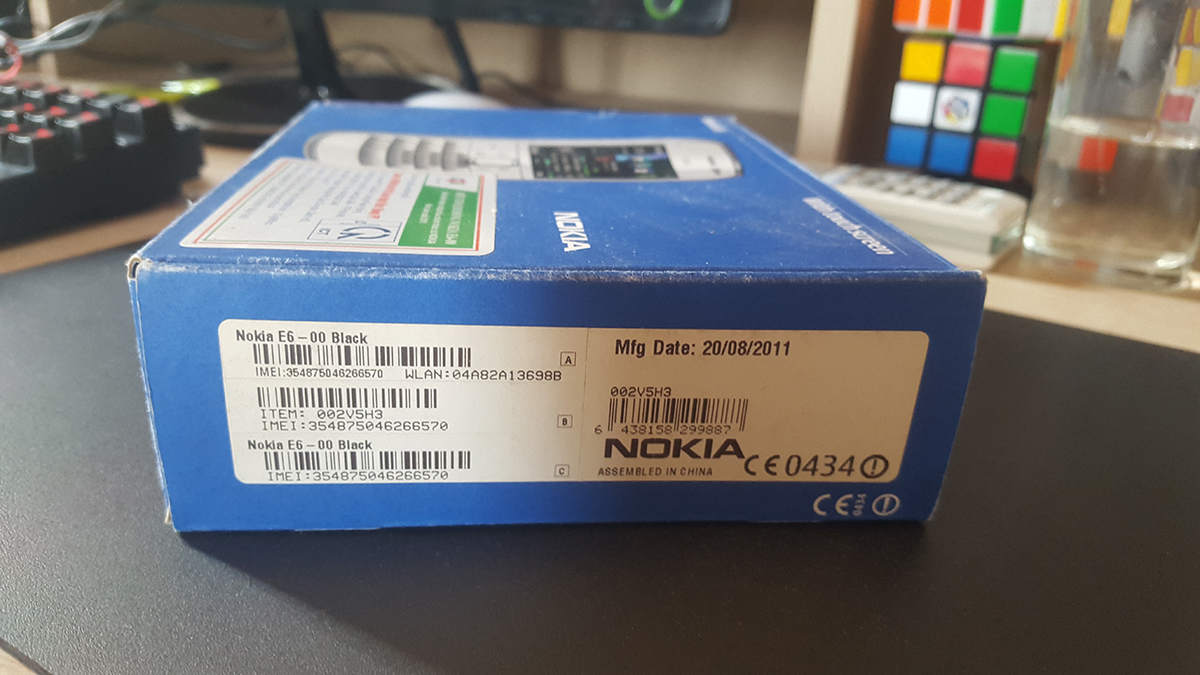 NOKIA
Nokia E6-00 Black
A
IMEI:354875046266570 WLAN:04A82A13698B
ITEM: 002V5H3
IMEI:354875046266570
B
Nokia E6-00 Black
IMEI:354875046266570
C
Mfg Date: 20/08/2011
002V5H3
6 438158 299887
NOKIA
ASSEMBLED IN CHINA
CE0434
CE 0434